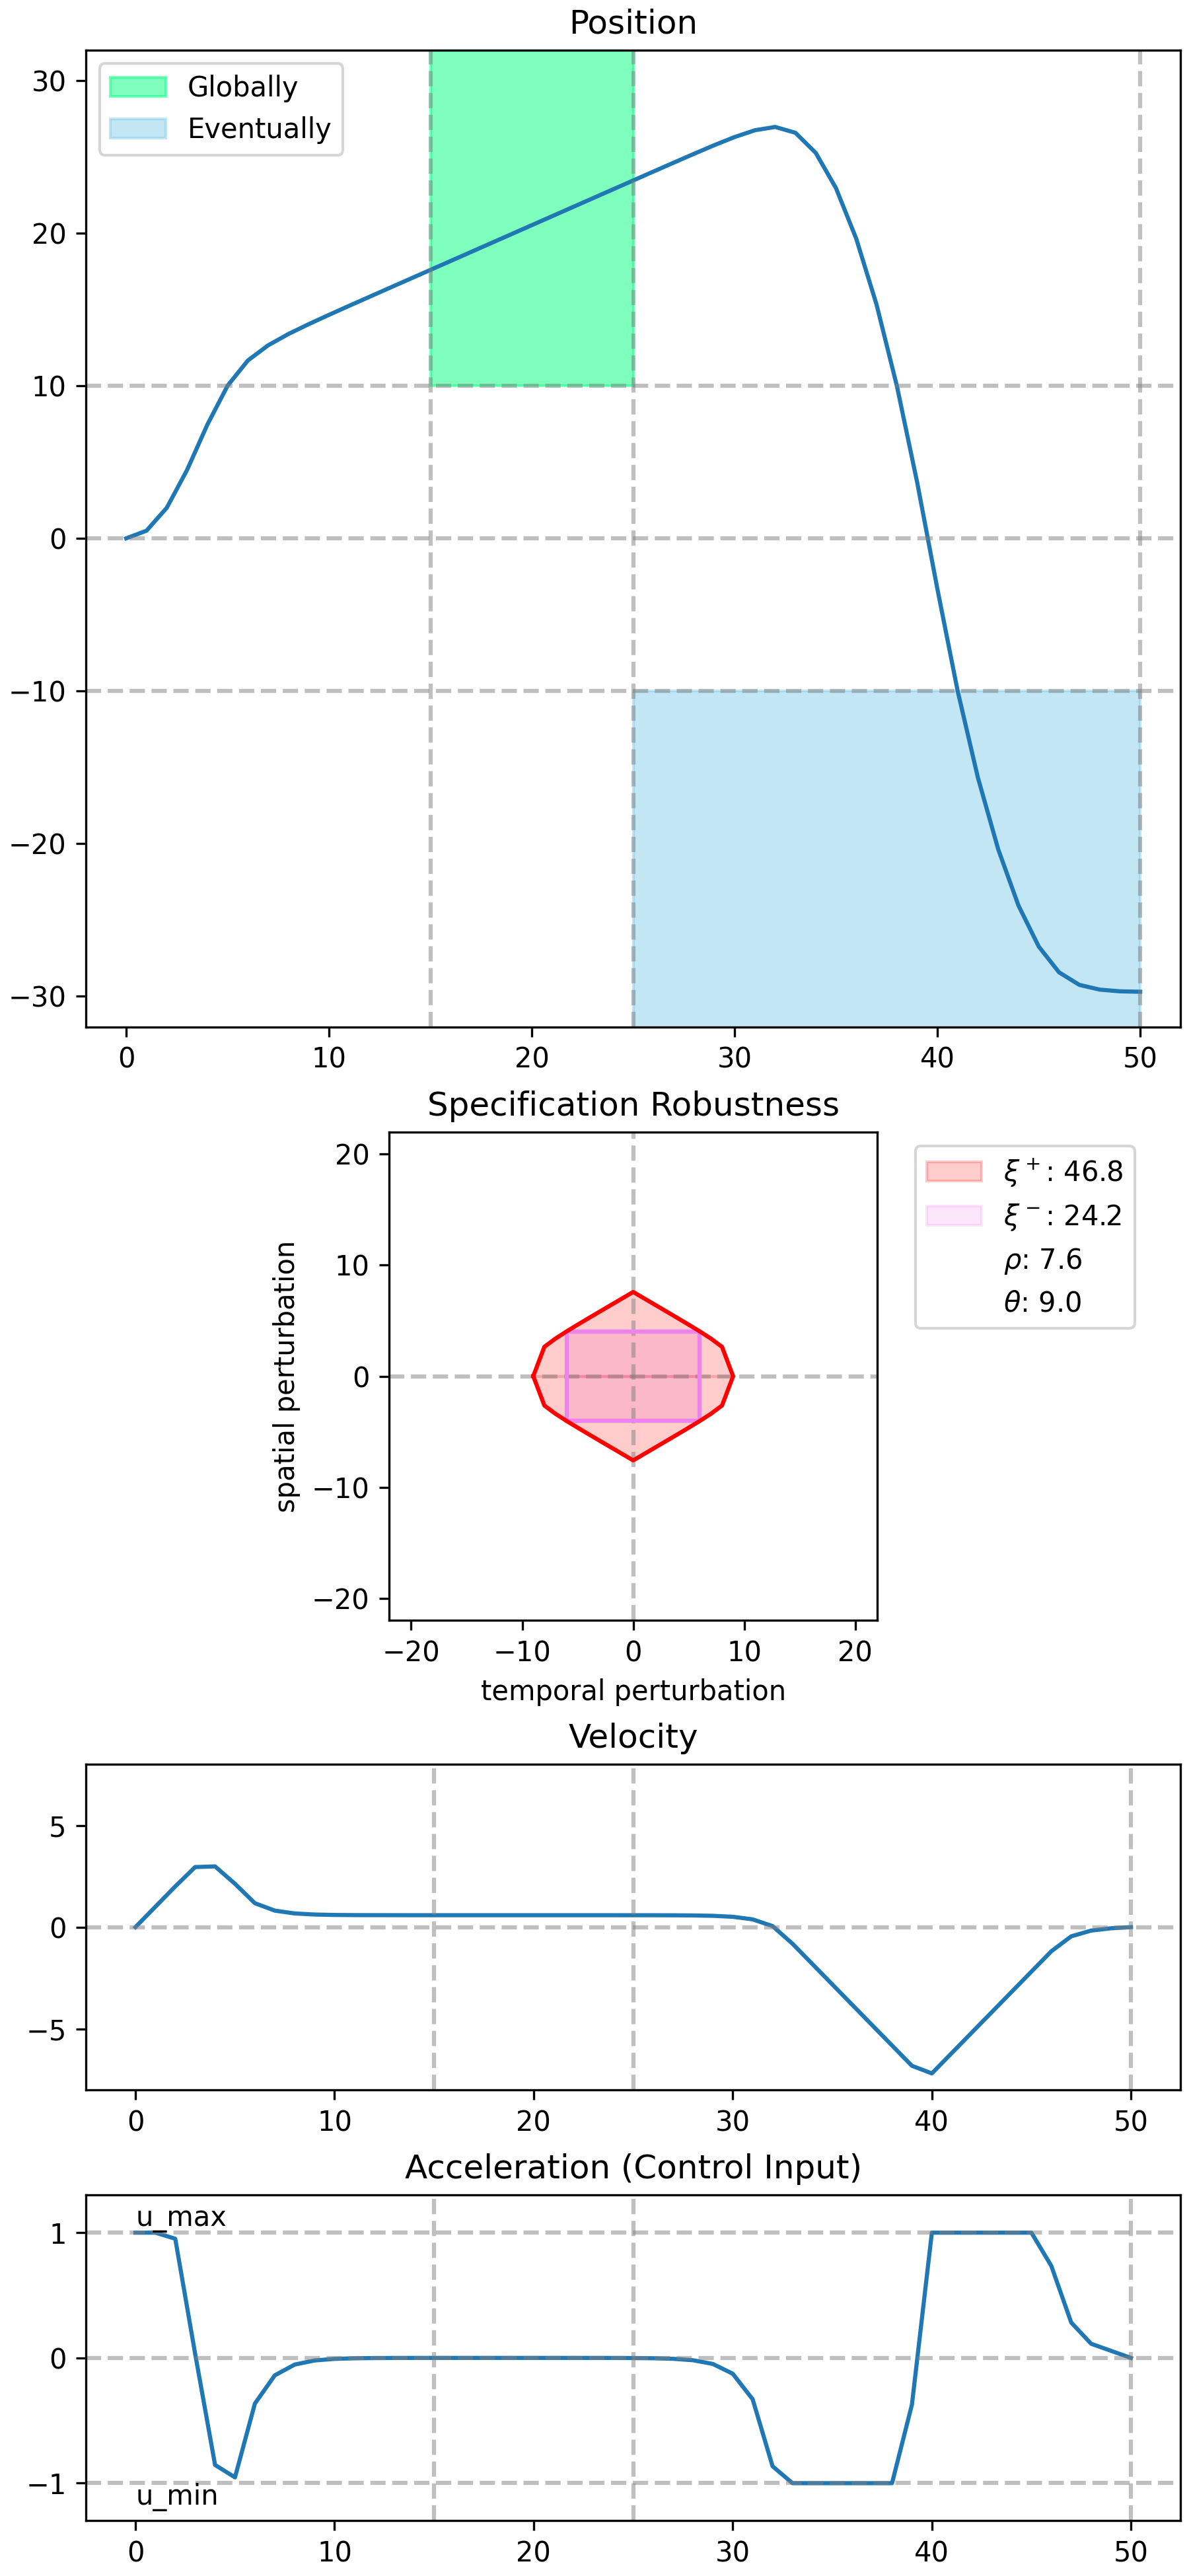 Position
30
20
10
0
−10
−20
−30
Globally
Eventually
0 10 20 30 40 50
Specification Robustness
20
10
0
−10
−20
spatial perturbation
ξ⁺: 46.8
ξ⁻: 24.2
ρ: 7.6
θ: 9.0
−20 −10 0 10 20
temporal perturbation
Velocity
5
0
−5
0 10 20 30 40 50
Acceleration (Control Input)
u_max
1
0
−1
u_min
0 10 20 30 40 50